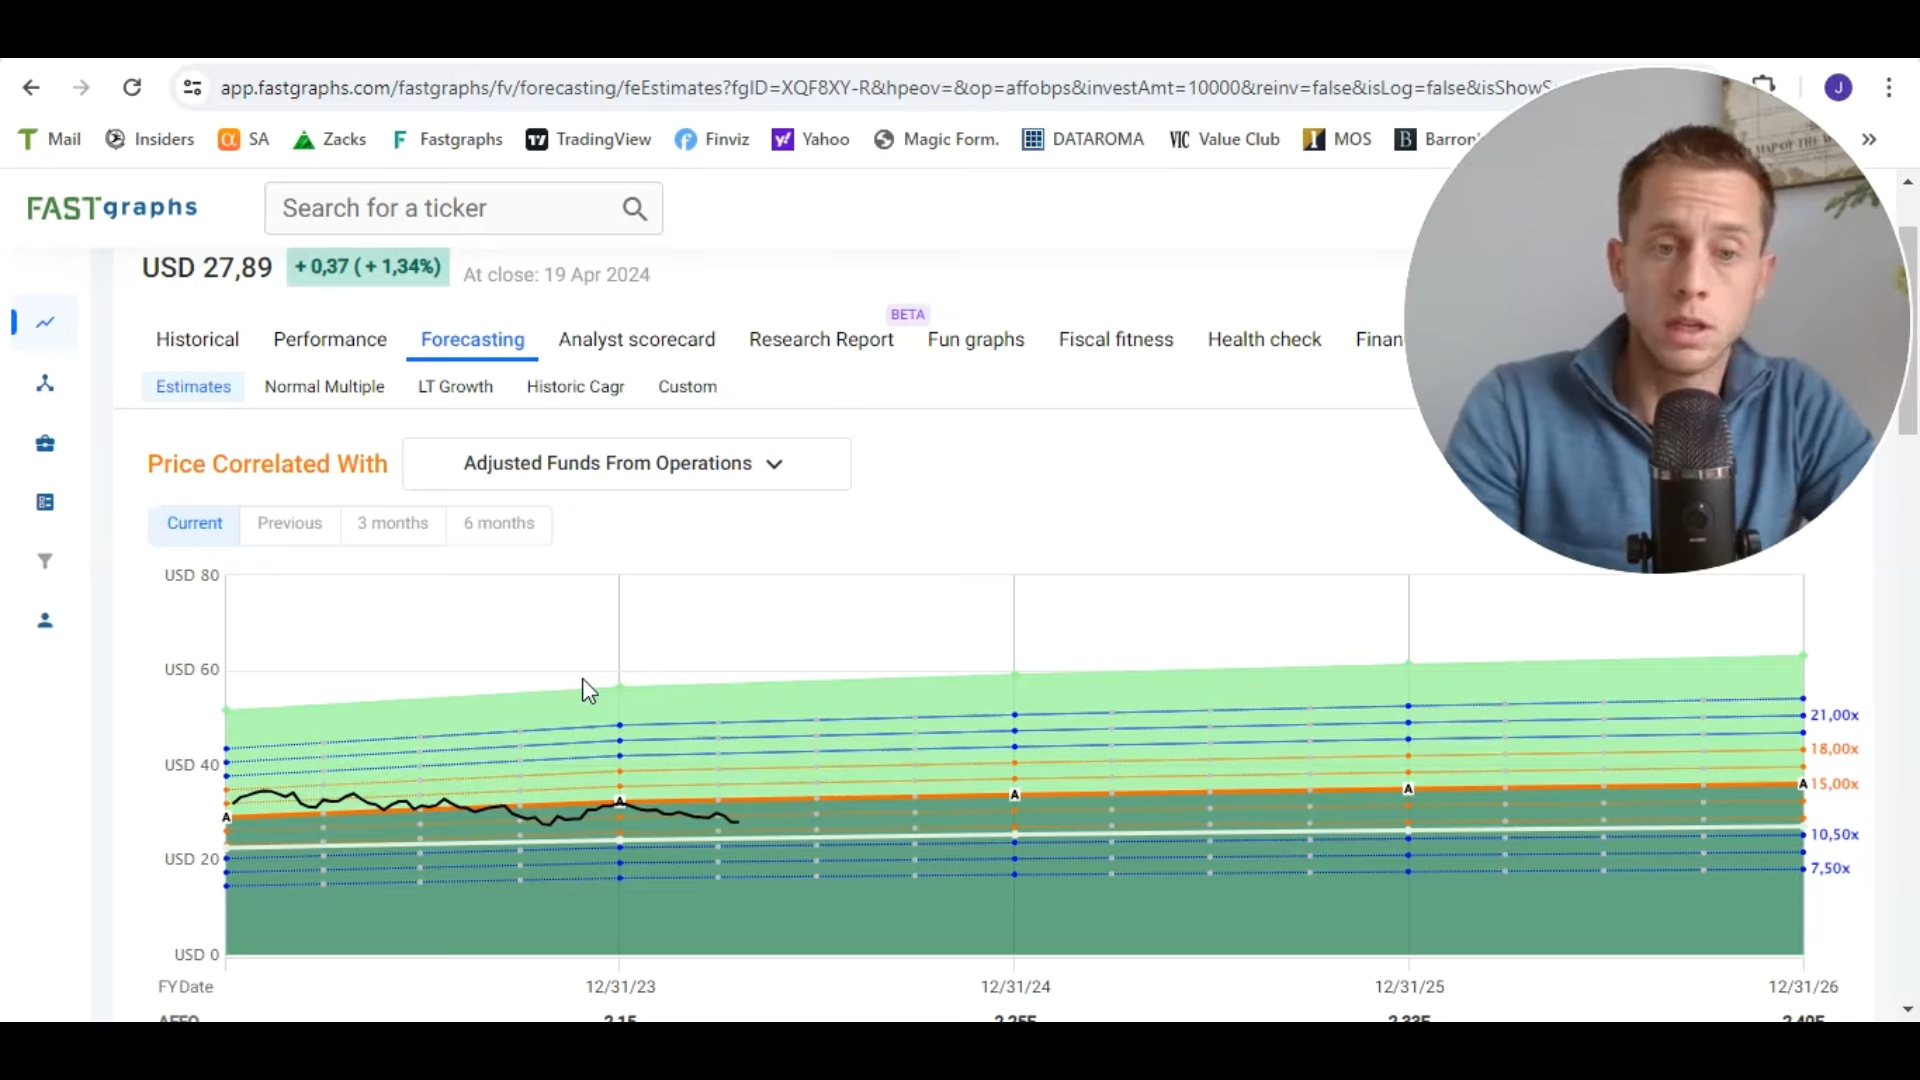 app.fastgraphs.com/fastgraphs/fv/forecasting/feEstimates?fgID=XQF8XY-R&hpeov=&op=affobps&investAmt=10000&reinv=false&isLog=false&isShowS
J
Mail Insiders SA Zacks Fastgraphs TradingView Finviz Yahoo Magic Form. DATAROMA VIC Value Club MOS Barron'
FASTgraphs Search for a ticker
USD 27,89 + 0,37 ( + 1,34%) At close: 19 Apr 2024
BETA
Historical Performance Forecasting Analyst scorecard Research Report Fun graphs Fiscal fitness Health check Finan
Estimates Normal Multiple LT Growth Historic Cagr Custom
Price Correlated With Adjusted Funds From Operations
Current Previous 3 months 6 months
USD 80
USD 60
21,00x
18,00x
USD 40
15,00x
10,50x
USD 20
7,50x
USD 0
FY Date 12/31/23 12/31/24 12/31/25 12/31/26